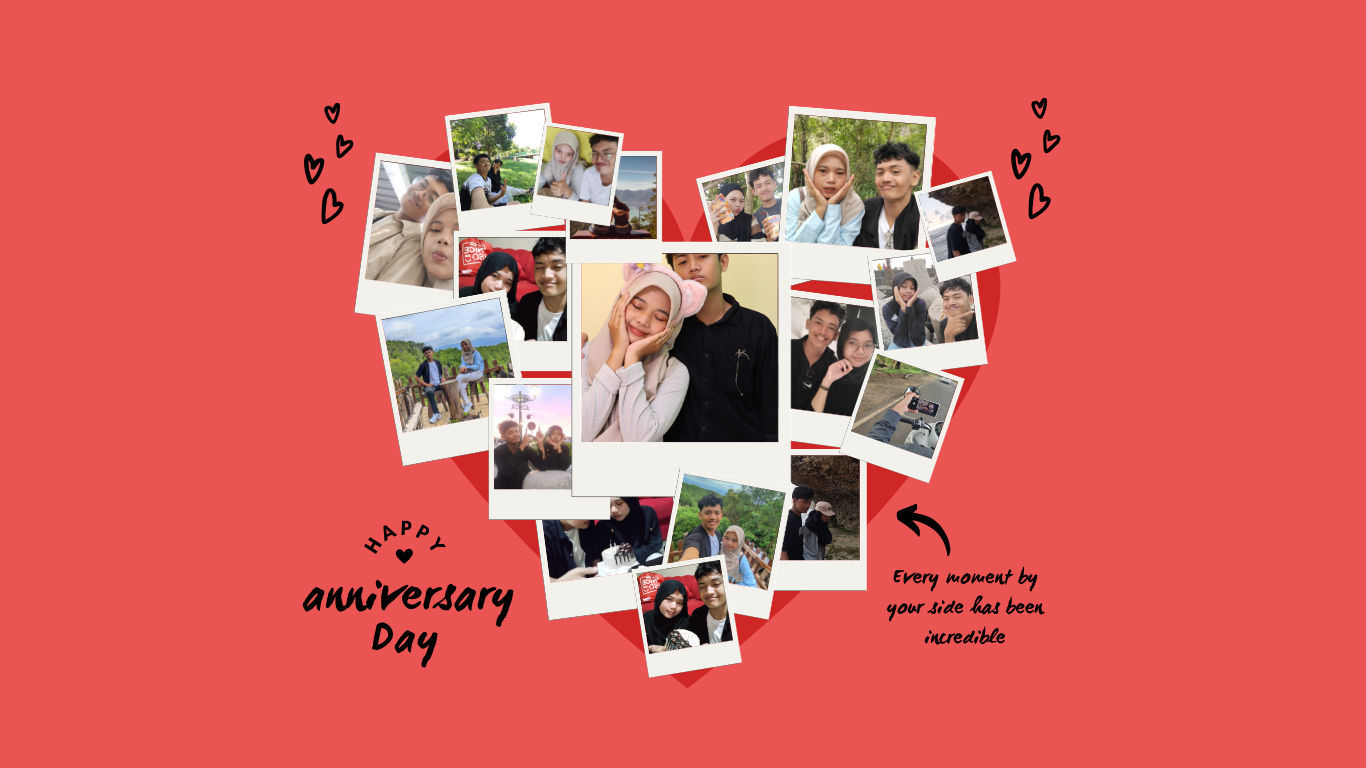 HAPPY
anniversary
Day
Every moment by
your side has been
incredible